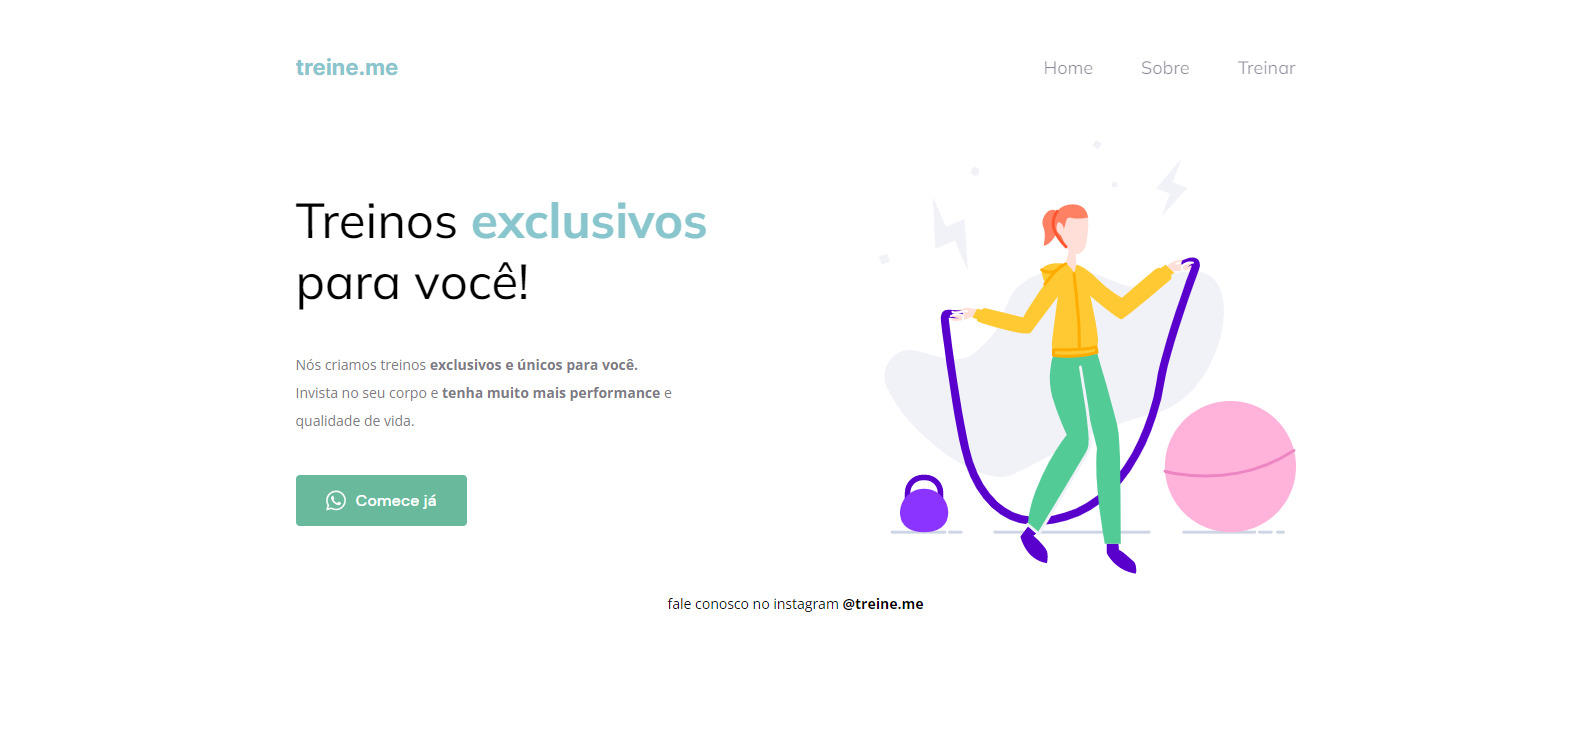 treine.me
Home
Sobre
Treinar
Treinos exclusivos
para você!
Nós criamos treinos exclusivos e únicos para você.
Invista no seu corpo e tenha muito mais performance e
qualidade de vida.
Comece já
fale conosco no instagram @treine.me